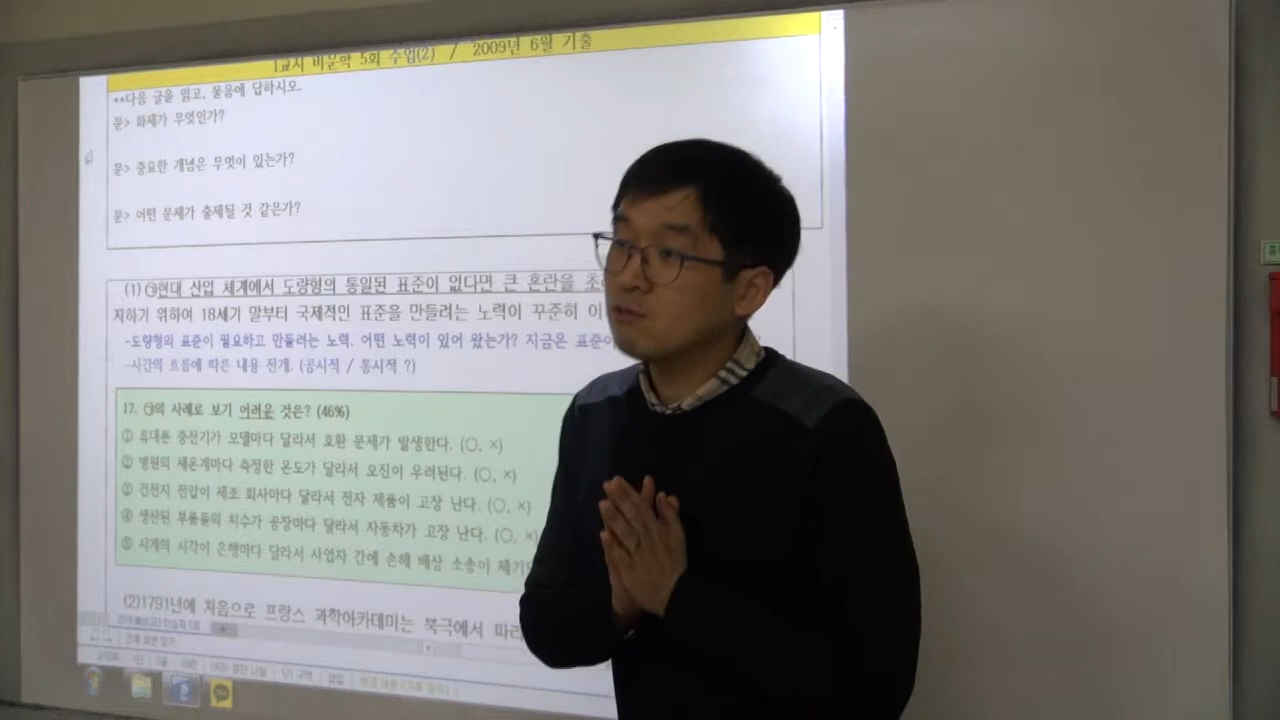 1교시 비문학 5회 수업(2) / 2009년 6월 기출
**다음 글을 읽고, 물음에 답하시오.
문> 화제가 무엇인가?
문> 중요한 개념은 무엇이 있는가?
문> 어떤 문제가 출제될 것 같은가?
(1) ㉠현대 산업 체계에서 도량형의 통일된 표준이 없다면 큰 혼란을 초
지하기 위하여 18세기 말부터 국제적인 표준을 만들려는 노력이 꾸준히 이
-도량형의 표준이 필요하고 만들려는 노력. 어떤 노력이 있어 왔는가? 지금은 표준이
-시간의 흐름에 따른 내용 전개. (공시적 / 통시적 ?)
17. ㉠의 사례로 보기 어려운 것은? (46%)
① 휴대폰 충전기가 모델마다 달라서 호환 문제가 발생한다. (○, ×)
② 병원의 체온계마다 측정한 온도가 달라서 오진이 우려된다. (○, ×)
③ 건전지 전압이 제조 회사마다 달라서 전자 제품이 고장 난다. (○, ×)
④ 생산된 부품들의 치수가 공장마다 달라서 자동차가 고장 난다. (○, ×)
⑤ 시계의 시각이 은행마다 달라서 사업자 간에 손해 배상 소송이 제기
(2)1791년에 처음으로 프랑스 과학아카데미는 북극에서 파리